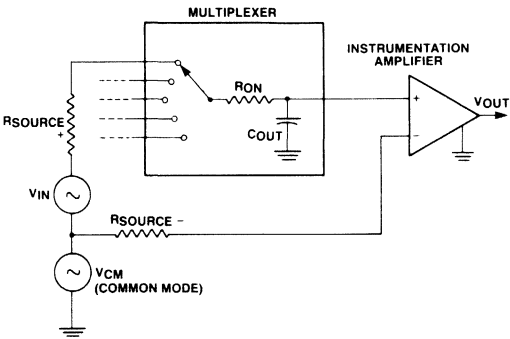 MULTIPLEXER
INSTRUMENTATION
AMPLIFIER
RON
+
VOUT
RSOURCE
+
COUT
−
VIN
RSOURCE −
VCM
(COMMON MODE)